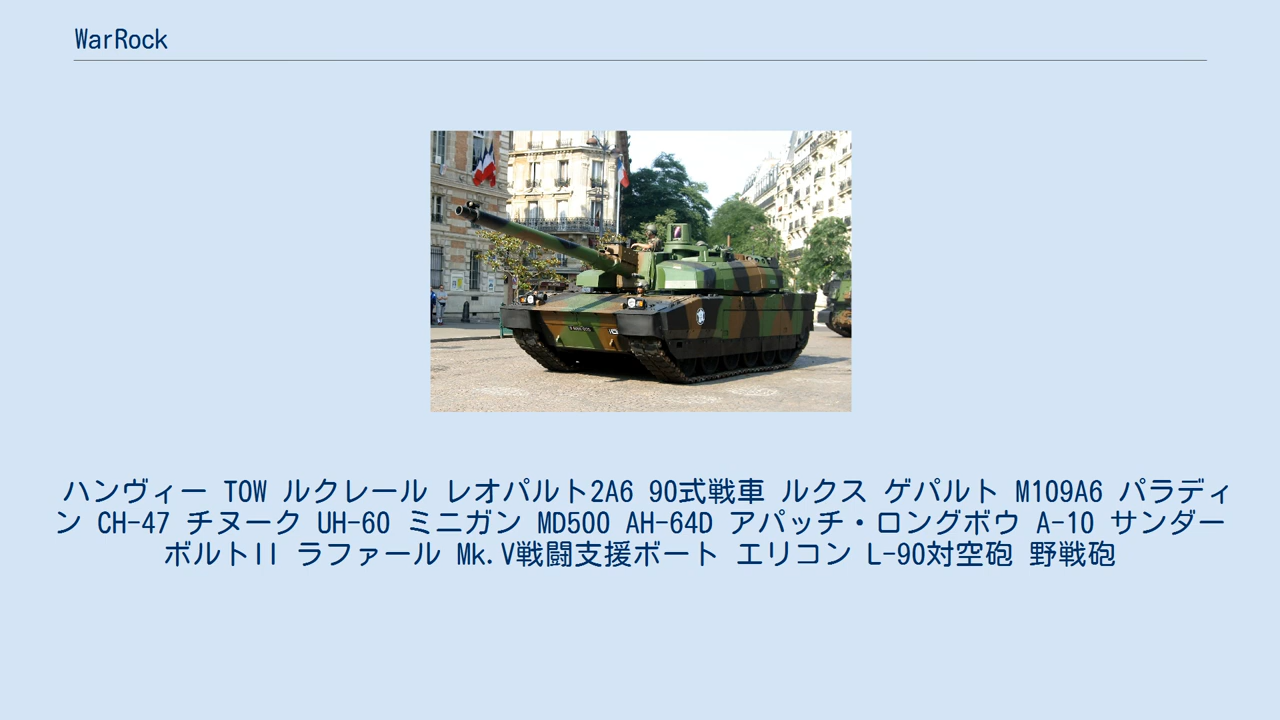 WarRock
ハンヴィー TOW ルクレール レオパルト2A6 90式戦車 ルクス ゲパルト M109A6 パラディ
ン CH-47 チヌーク UH-60 ミニガン MD500 AH-64D アパッチ・ロングボウ A-10 サンダー
ボルトII ラファール Mk.V戦闘支援ボート エリコン L-90対空砲 野戦砲